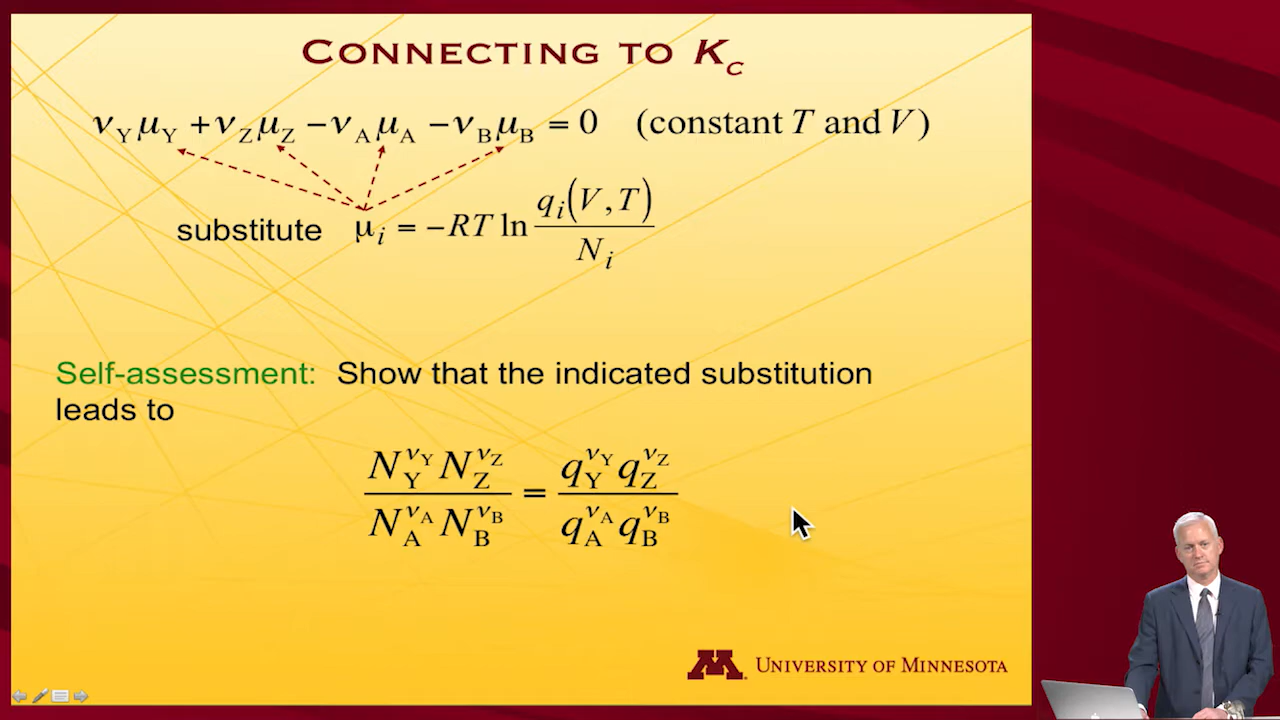 CONNECTING TO Kc
νYμY + νZμZ − νAμA − νBμB = 0 (constant T and V)
substitute μi = −RT ln qi(V,T) / Ni
Self-assessment: Show that the indicated substitution
leads to
NY^νY NZ^νZ / NA^νA NB^νB = qY^νY qZ^νZ / qA^νA qB^νB
M UNIVERSITY OF MINNESOTA